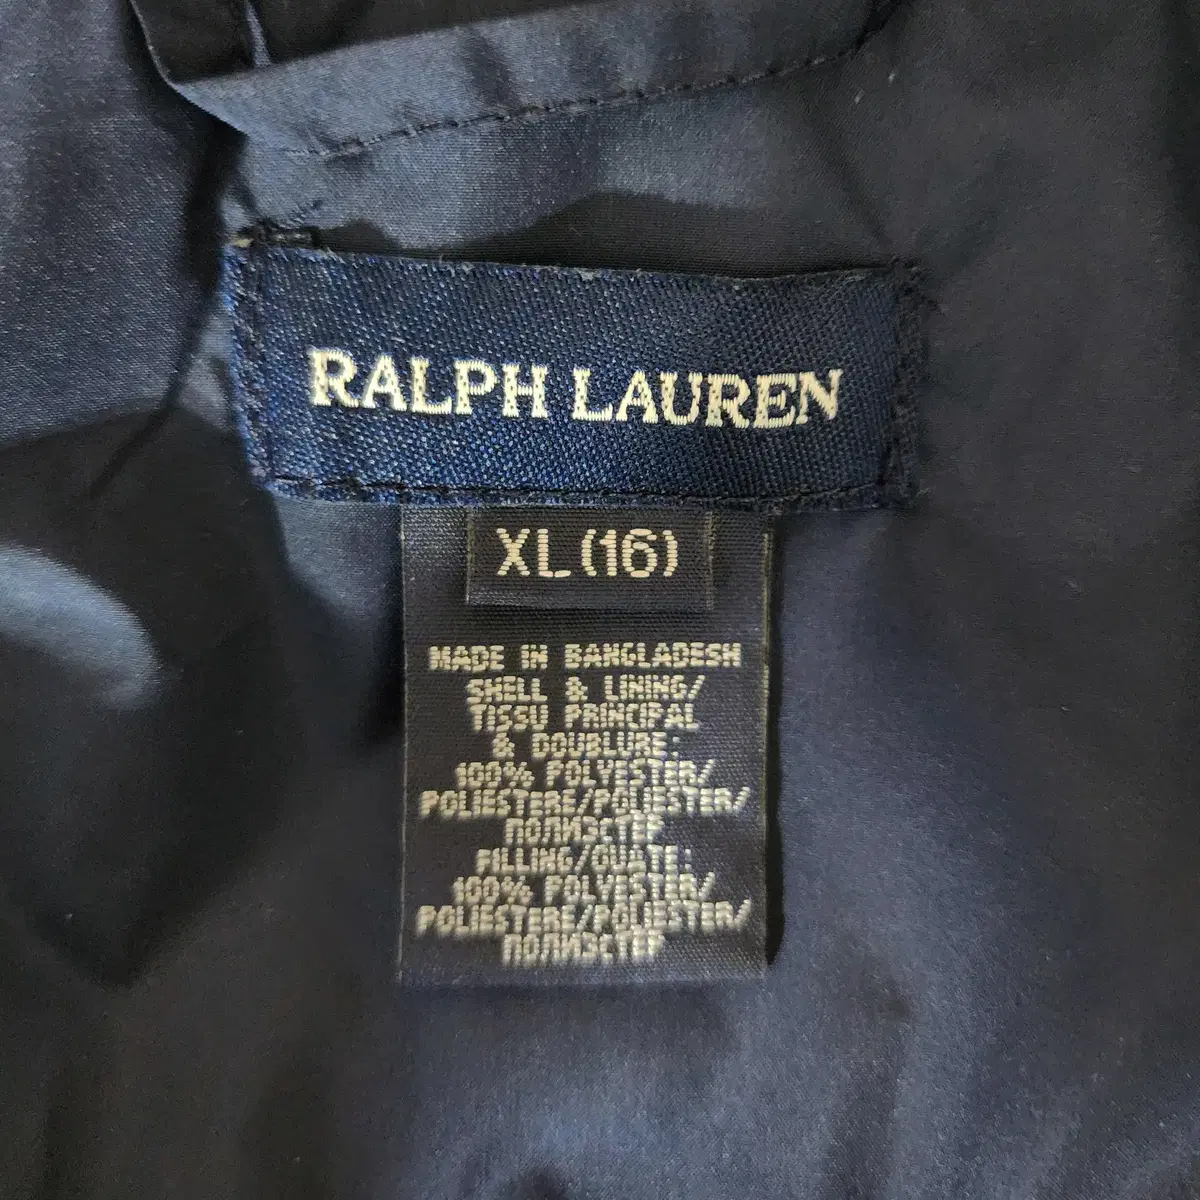 RALPH LAUREN
XL (16)
MADE IN BANGLADESH
SHELL & LINING/
TISSU PRINCIPAL
& DOUBLURE:
100% POLYESTER/
POLIESTERE/POLIESTER/
ПОЛИЭСТЕР
FILLING/OUATE:
100% POLYESTER/
POLIESTERE/POLIESTER/
ПОЛИЭСТЕР